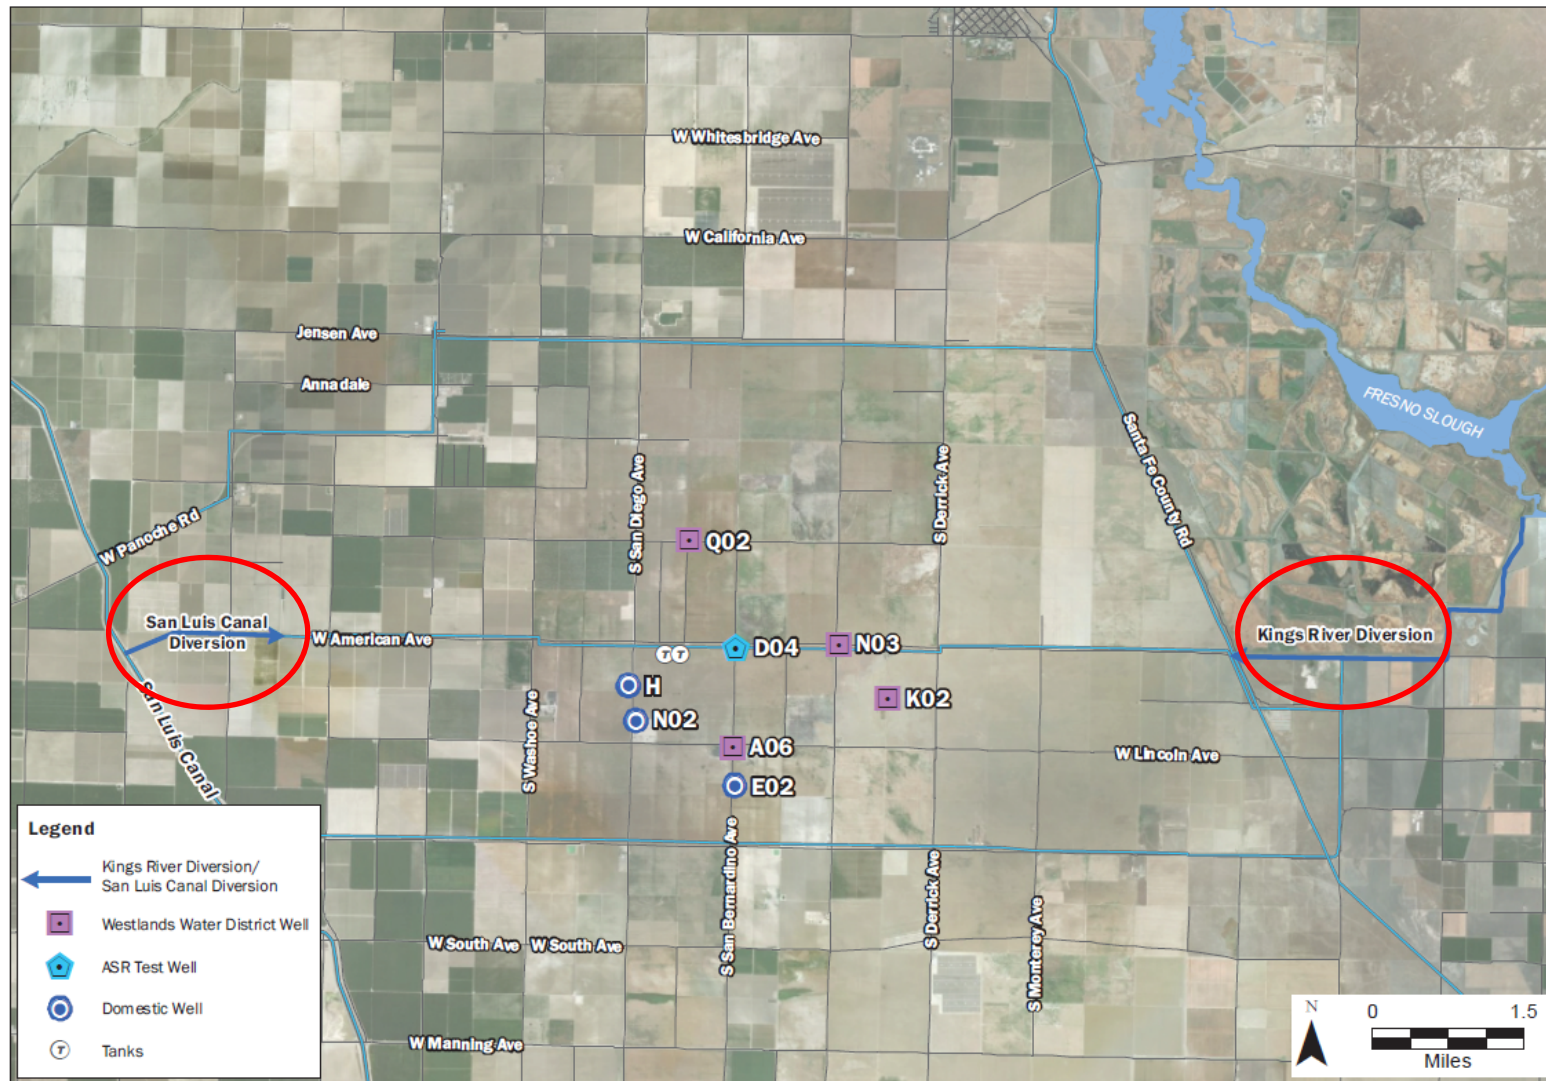 W Whitesbridge Ave
W California Ave
Jensen Ave
Annadale
FRESNO SLOUGH
Santa Fe County Rd
S San Diego Ave
S Derrick Ave
W Panoche Rd
Q02
San Luis Canal
Diversion
W American Ave
Kings River Diversion
T T
D04
N03
H
K02
N02
San Luis Canal
S Washoe Ave
A06
W Lincoln Ave
E02
S San Bernardino Ave
S Derrick Ave
S Monterey Ave
W South Ave W South Ave
W Manning Ave
Legend
Kings River Diversion/
San Luis Canal Diversion
Westlands Water District Well
ASR Test Well
Domestic Well
T Tanks
N
0 1.5
Miles